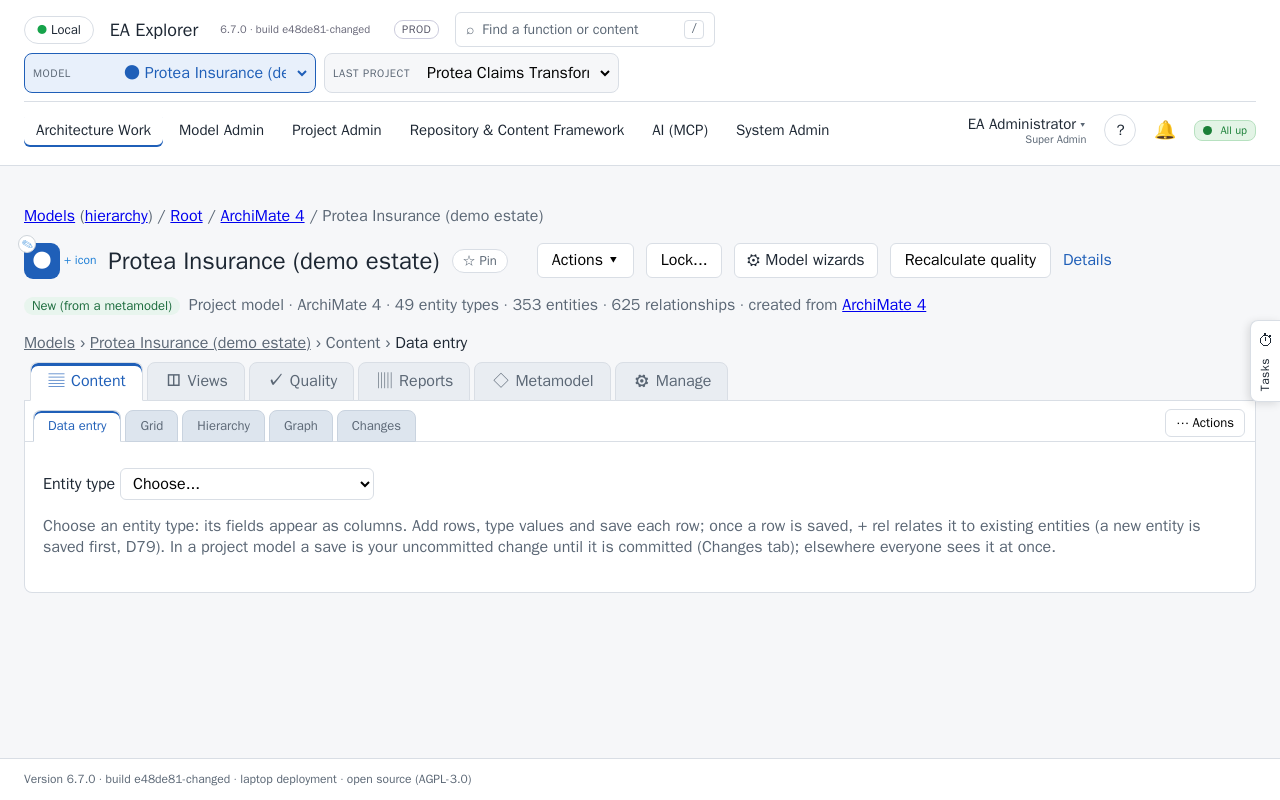 Local EA Explorer 6.7.0 · build e48de81-changed PROD Find a function or content /
MODEL Protea Insurance (de LAST PROJECT Protea Claims Transfor
Architecture Work Model Admin Project Admin Repository & Content Framework AI (MCP) System Admin EA Administrator ? All up
Super Admin
Models (hierarchy) / Root / ArchiMate 4 / Protea Insurance (demo estate)
+ icon Protea Insurance (demo estate) ☆ Pin Actions ▾ Lock... ⚙ Model wizards Recalculate quality Details
New (from a metamodel) Project model · ArchiMate 4 · 49 entity types · 353 entities · 625 relationships · created from ArchiMate 4
Models › Protea Insurance (demo estate) › Content › Data entry
Tasks
Content Views ✓ Quality Reports ◇ Metamodel ⚙ Manage
Data entry Grid Hierarchy Graph Changes ··· Actions
Entity type Choose...
Choose an entity type: its fields appear as columns. Add rows, type values and save each row; once a row is saved, + rel relates it to existing entities (a new entity is
saved first, D79). In a project model a save is your uncommitted change until it is committed (Changes tab); elsewhere everyone sees it at once.
Version 6.7.0 · build e48de81-changed · laptop deployment · open source (AGPL-3.0)